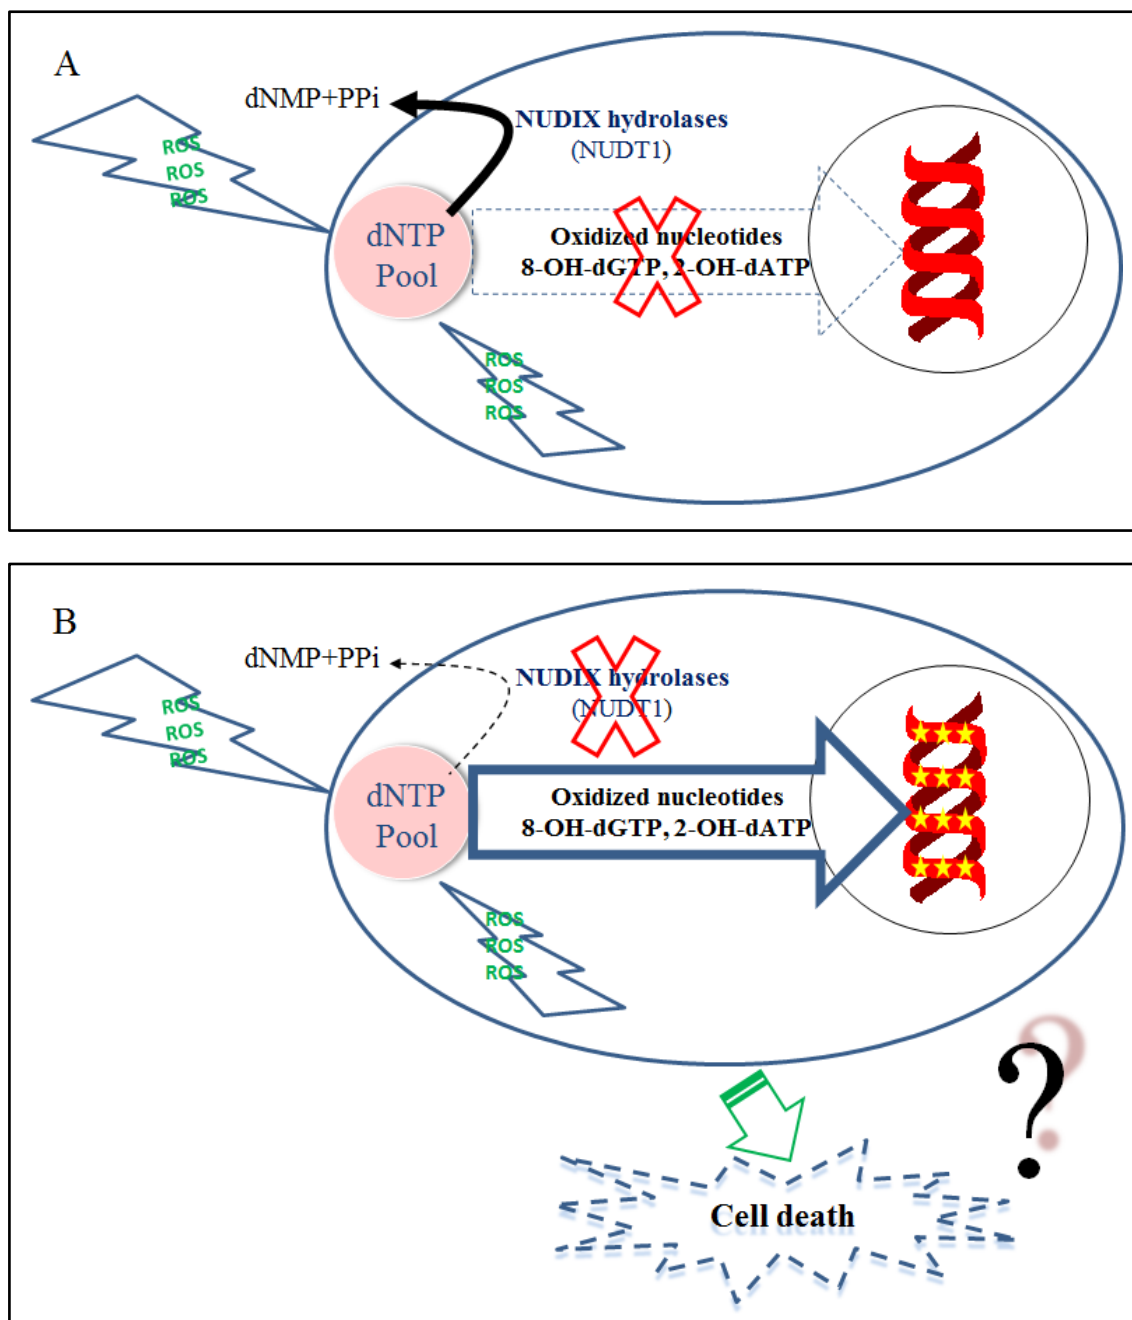 A
dNMP+PPi
NUDIX hydrolases
(NUDT1)
ROS
ROS
ROS
dNTP
Pool
Oxidized nucleotides
8-OH-dGTP, 2-OH-dATP
ROS
ROS
ROS
B
dNMP+PPi
NUDIX hydrolases
(NUDT1)
ROS
ROS
ROS
dNTP
Pool
Oxidized nucleotides
8-OH-dGTP, 2-OH-dATP
ROS
ROS
ROS
?
Cell death